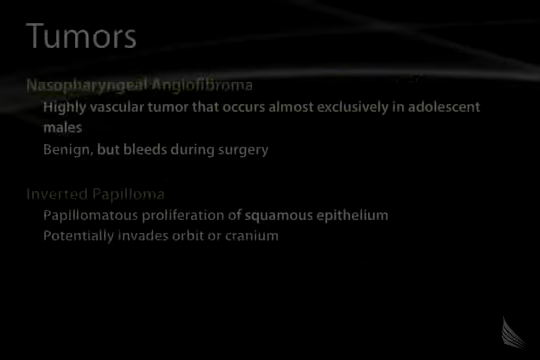 Tumors
Nasopharyngeal Angiofibroma
Highly vascular tumor that occurs almost exclusively in adolescent
males
Benign, but bleeds during surgery
Inverted Papilloma
Papillomatous proliferation of squamous epithelium
Potentially invades orbit or cranium